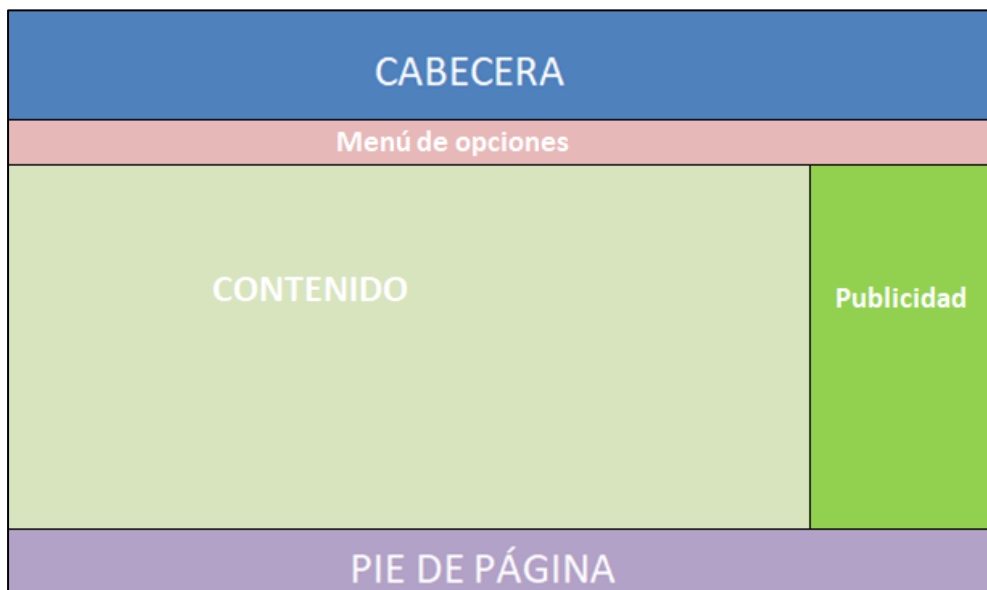 CABECERA
Menú de opciones
CONTENIDO
Publicidad
PIE DE PÁGINA